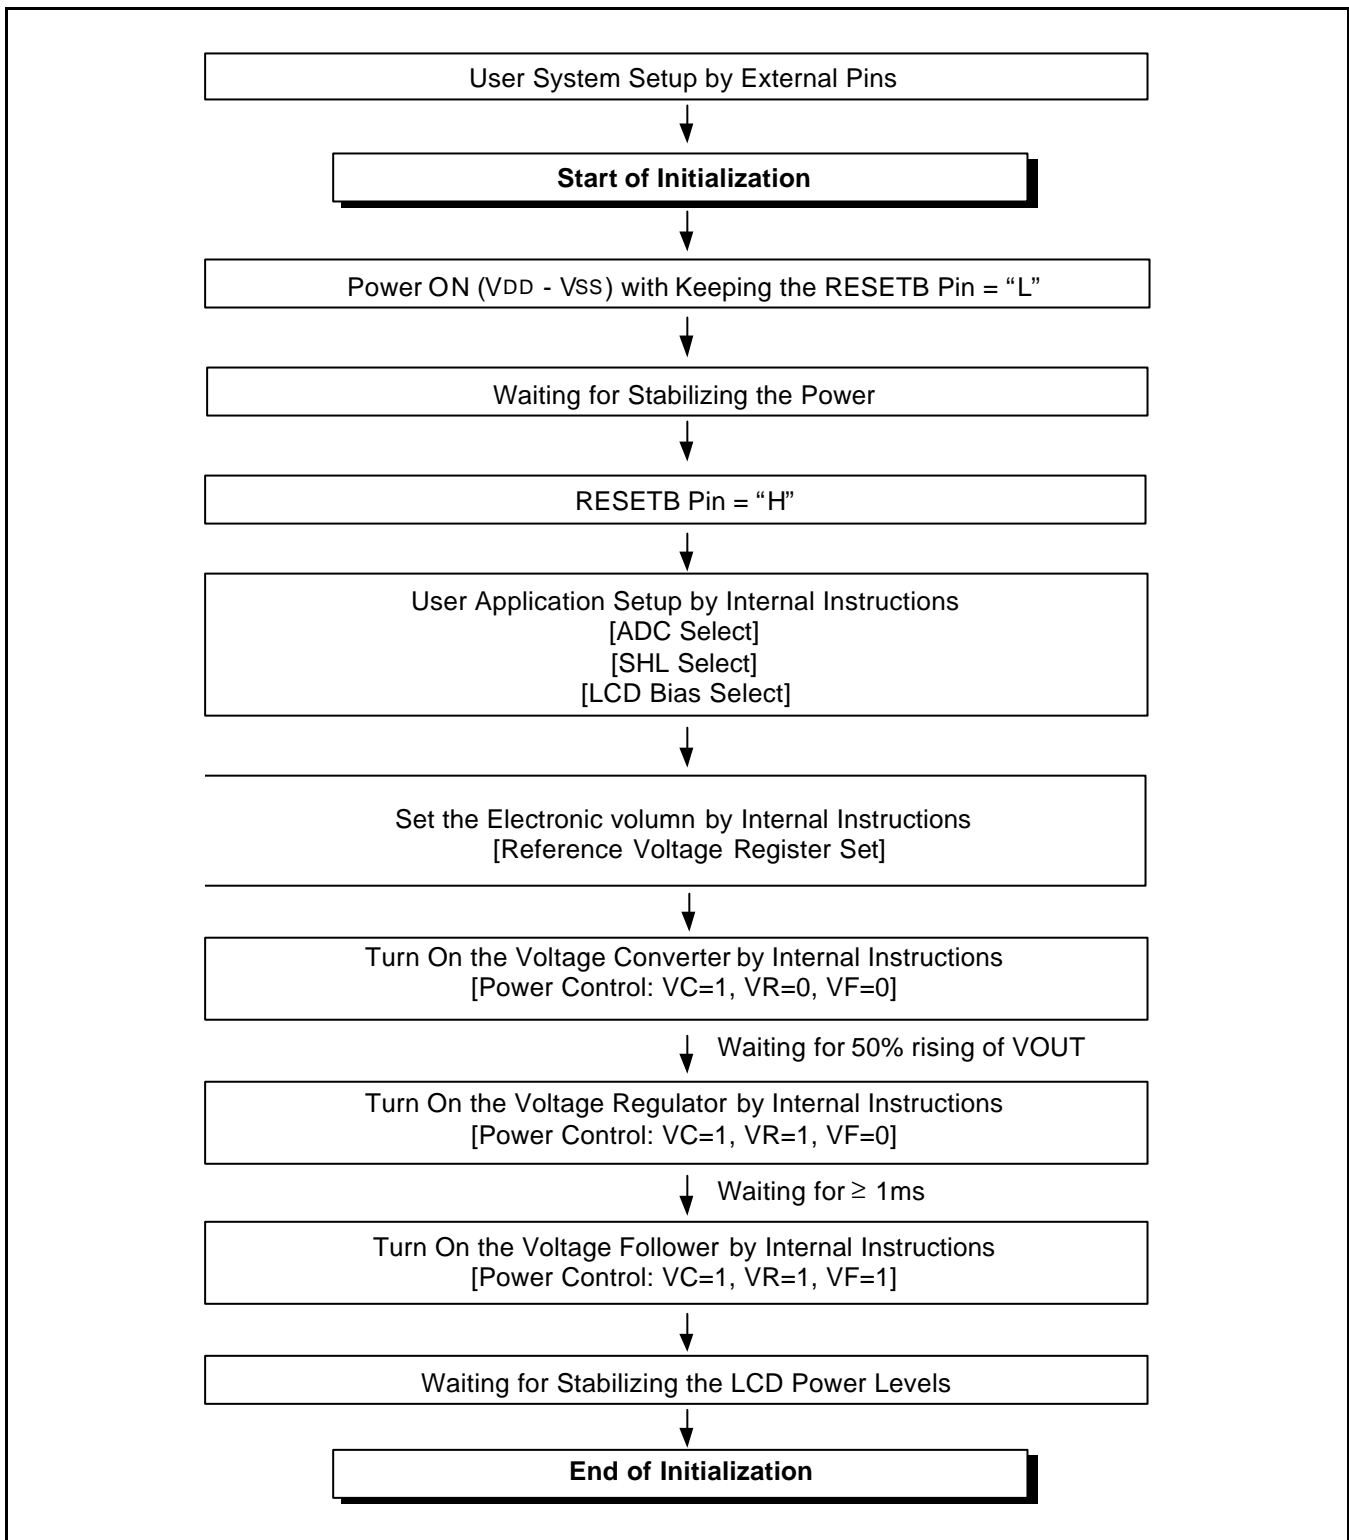 User System Setup by External Pins
Start of Initialization
Power ON (VDD - VSS) with Keeping the RESETB Pin = “L”
Waiting for Stabilizing the Power
RESETB Pin = “H”
User Application Setup by Internal Instructions
[ADC Select]
[SHL Select]
[LCD Bias Select]
Set the Electronic volumn by Internal Instructions
[Reference Voltage Register Set]
Turn On the Voltage Converter by Internal Instructions
[Power Control: VC=1, VR=0, VF=0]
Waiting for 50% rising of VOUT
Turn On the Voltage Regulator by Internal Instructions
[Power Control: VC=1, VR=1, VF=0]
Waiting for ≥ 1ms
Turn On the Voltage Follower by Internal Instructions
[Power Control: VC=1, VR=1, VF=1]
Waiting for Stabilizing the LCD Power Levels
End of Initialization